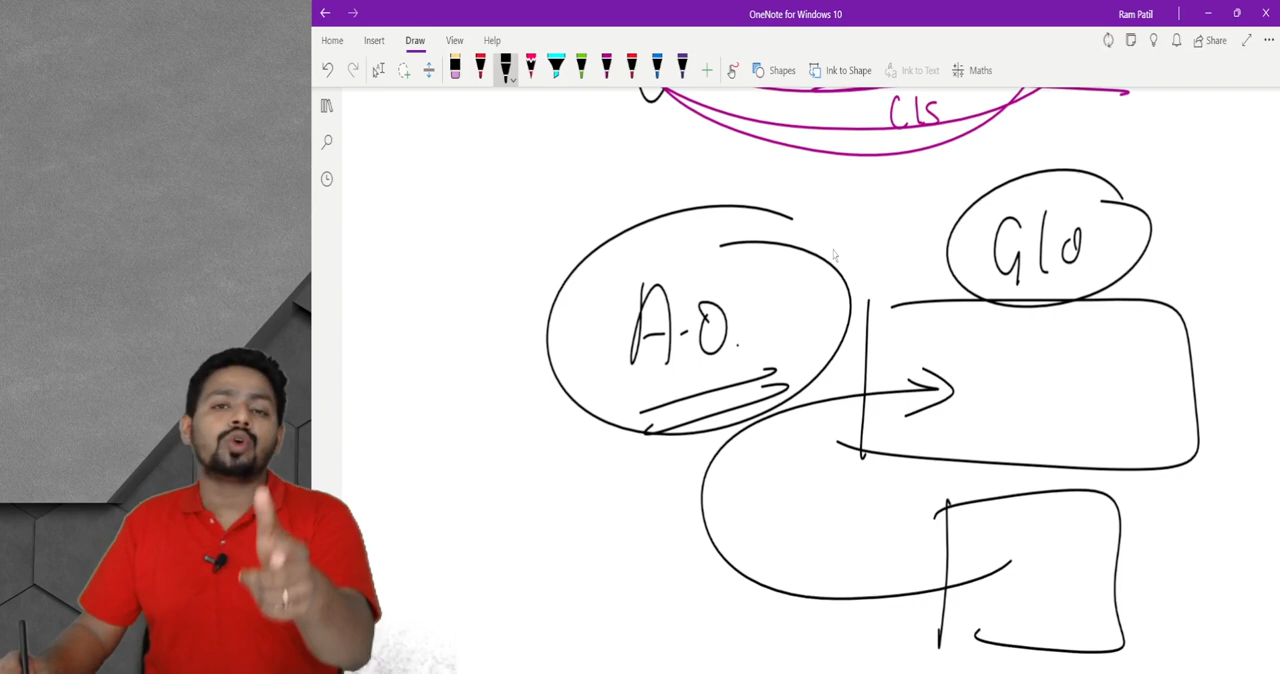 OneNote for Windows 10
Ram Patil
Home
Insert
Draw
View
Help
Share
Shapes
Ink to Shape
Ink to Text
Maths
CLS
A-O.
Glo